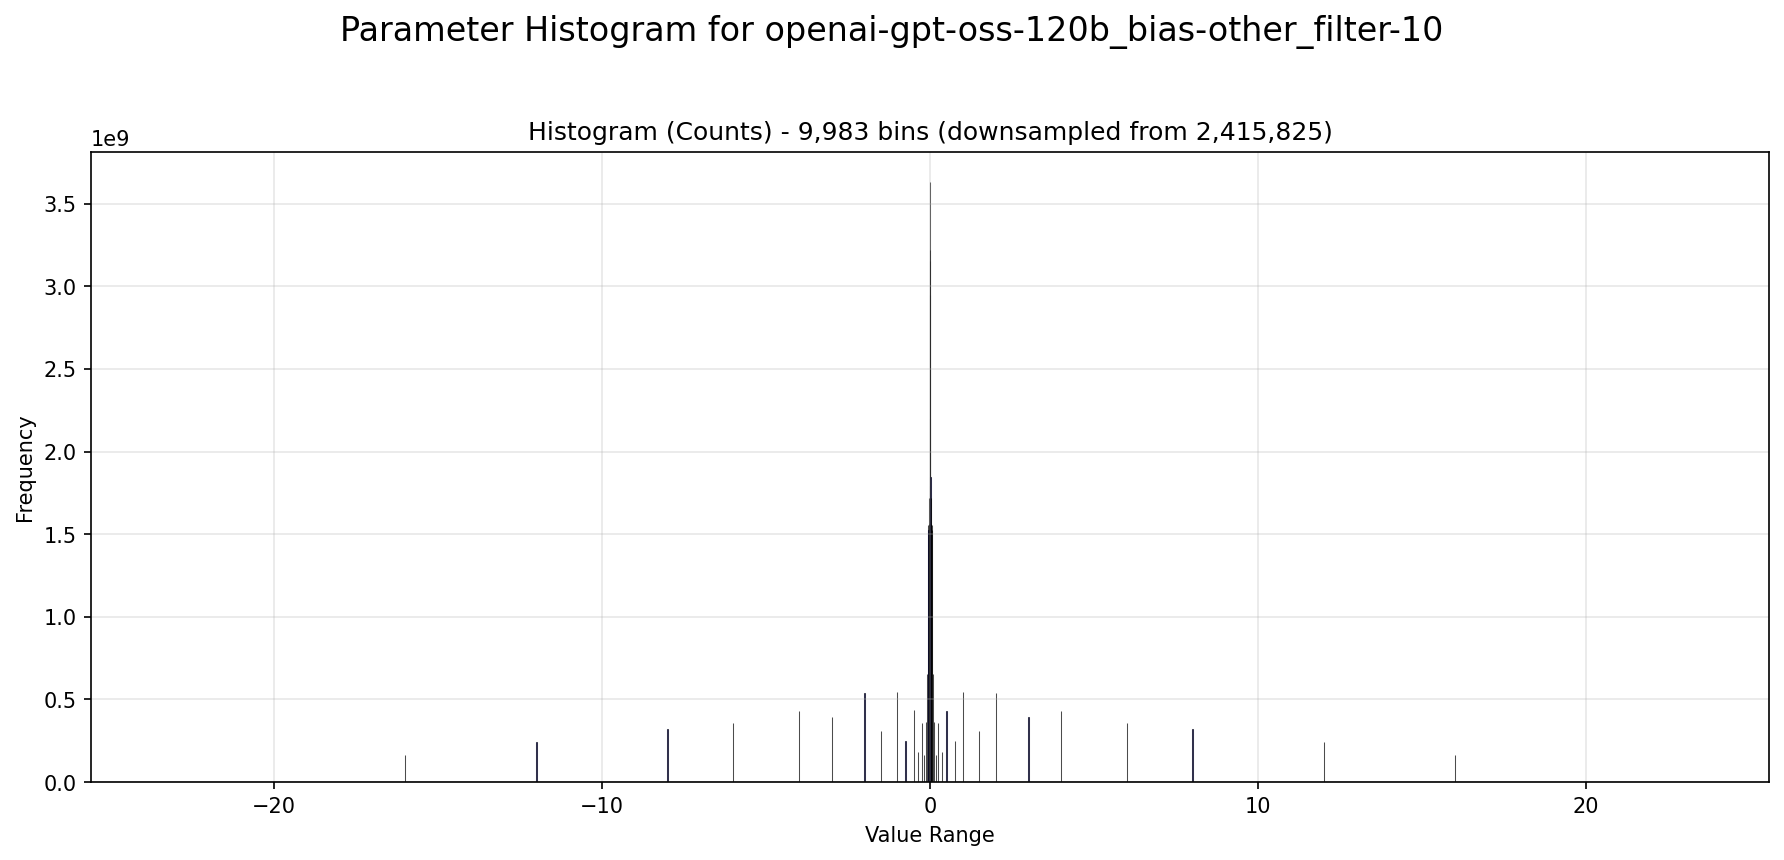 Parameter Histogram for openai-gpt-oss-120b_bias-other_filter-10
Histogram (Counts) - 9,983 bins (downsampled from 2,415,825)
1e9
3.5
3.0
2.5
2.0
1.5
1.0
0.5
0.0
Frequency
−20
−10
0
10
20
Value Range